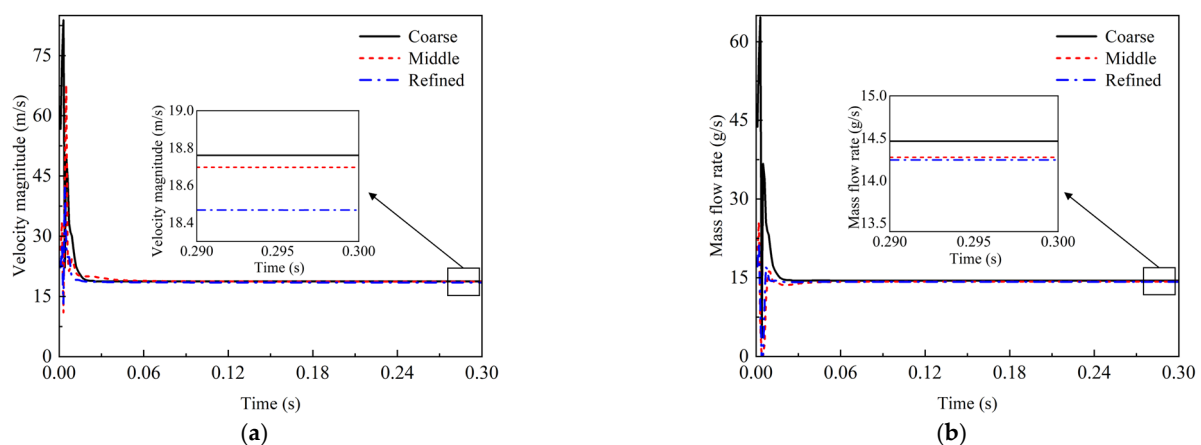 75
60
45
30
15
0
Velocity magnitude (m/s)
Coarse
Middle
Refined
19.0
18.8
18.6
18.4
Velocity magnitude (m/s)
0.290
0.295
0.300
Time (s)
0.00
0.06
0.12
0.18
0.24
0.30
Time (s)
(a)
60
45
30
15
0
Mass flow rate (g/s)
Coarse
Middle
Refined
15.0
14.5
14.0
13.5
Mass flow rate (g/s)
0.290
0.295
0.300
Time (s)
0.00
0.06
0.12
0.18
0.24
0.30
Time (s)
(b)